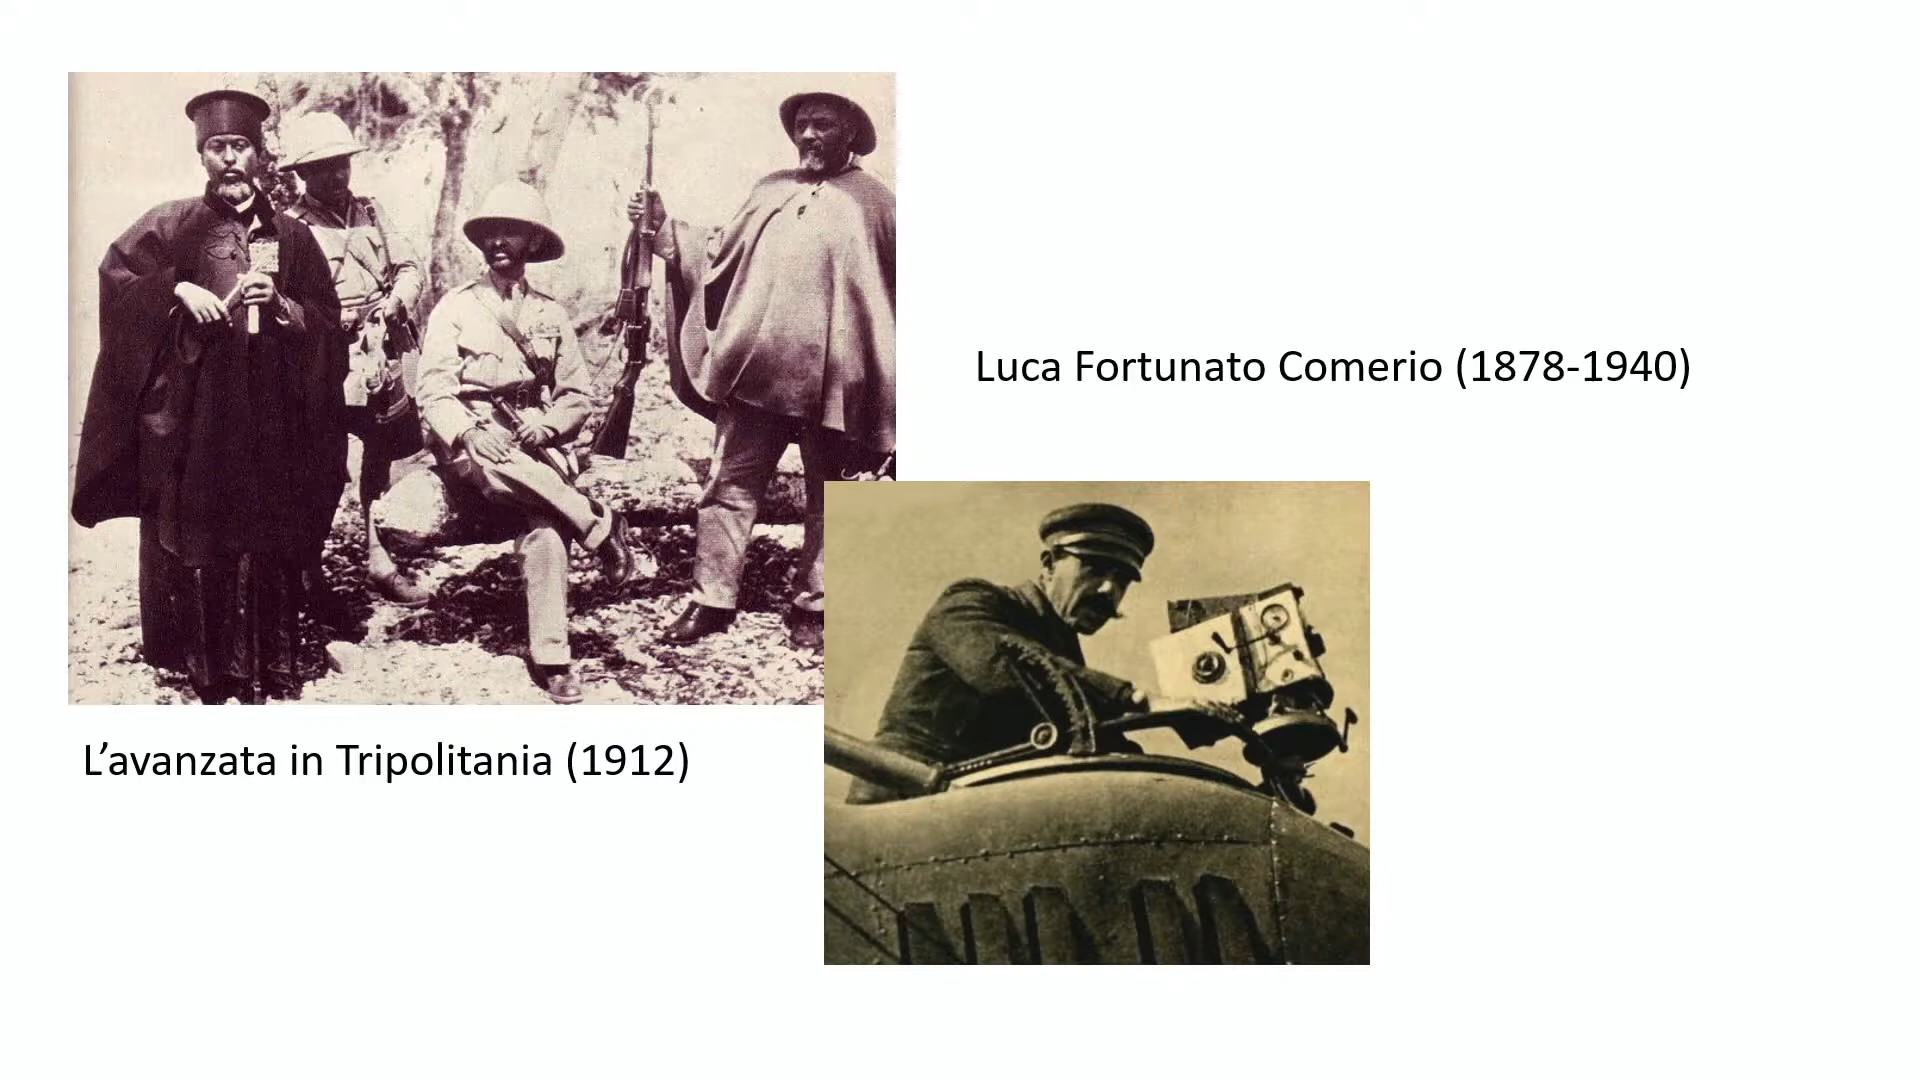 Luca Fortunato Comerio (1878-1940)
L’avanzata in Tripolitania (1912)